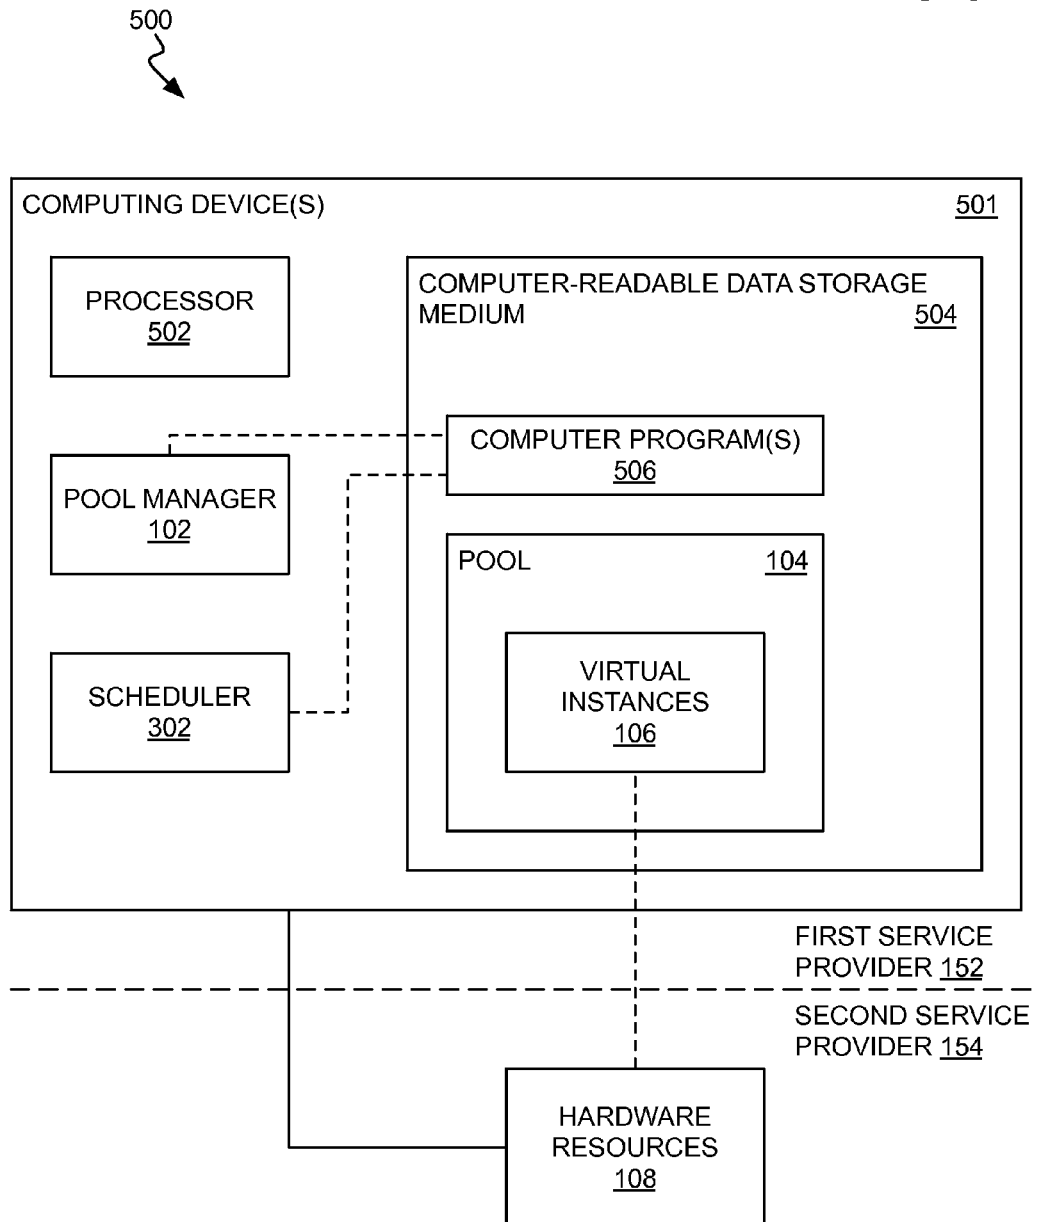 500
COMPUTING DEVICE(S)
501
PROCESSOR
502
COMPUTER-READABLE DATA STORAGE
MEDIUM
504
POOL MANAGER
102
COMPUTER PROGRAM(S)
506
POOL
104
SCHEDULER
302
VIRTUAL
INSTANCES
106
FIRST SERVICE
PROVIDER 152
SECOND SERVICE
PROVIDER 154
HARDWARE
RESOURCES
108